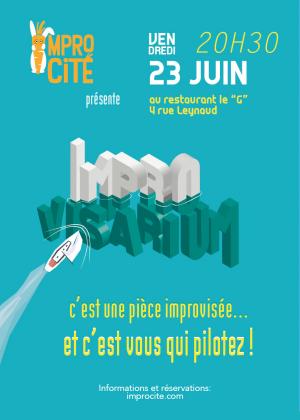 IMPRO
CiTÉ
présente
VEN
DREDI
20H30
23 JUIN
au restaurant le "G"
4 rue Leynaud
IMPRO
VISARIUM
c'est une pièce improvisée...
et c'est vous qui pilotez !
Informations et réservations:
improcite.com